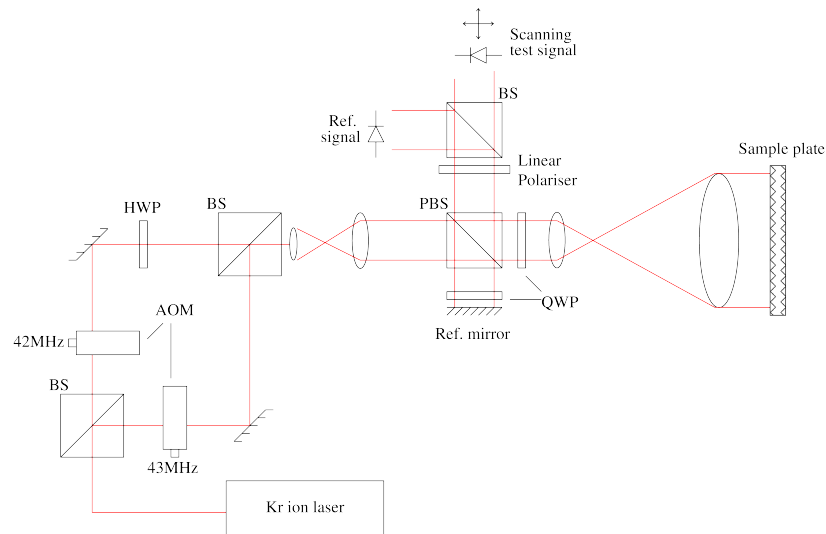 Scanning
test signal
BS
Ref.
signal
Linear
Polariser
Sample plate
HWP
BS
PBS
QWP
Ref. mirror
AOM
42MHz
BS
43MHz
Kr ion laser